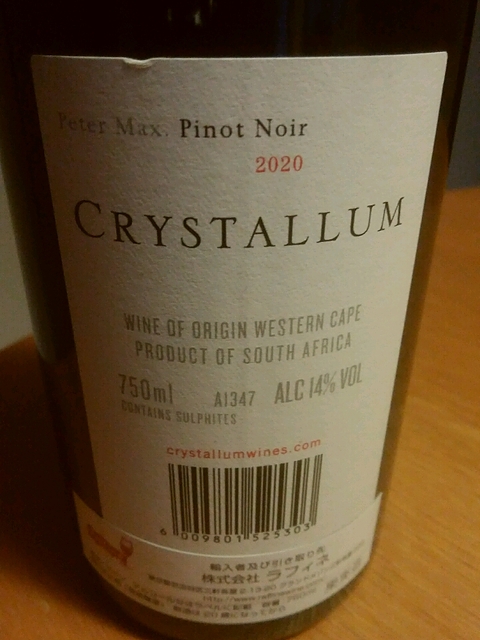 Peter Max. Pinot Noir
2020
CRYSTALLUM
WINE OF ORIGIN WESTERN CAPE
PRODUCT OF SOUTH AFRICA
750ml A1347 ALC 14% VOL
CONTAINS SULPHITES
crystallumwines.com
6 009801 525303
輸入者及び引き取り先
株式会社 ラフィネ